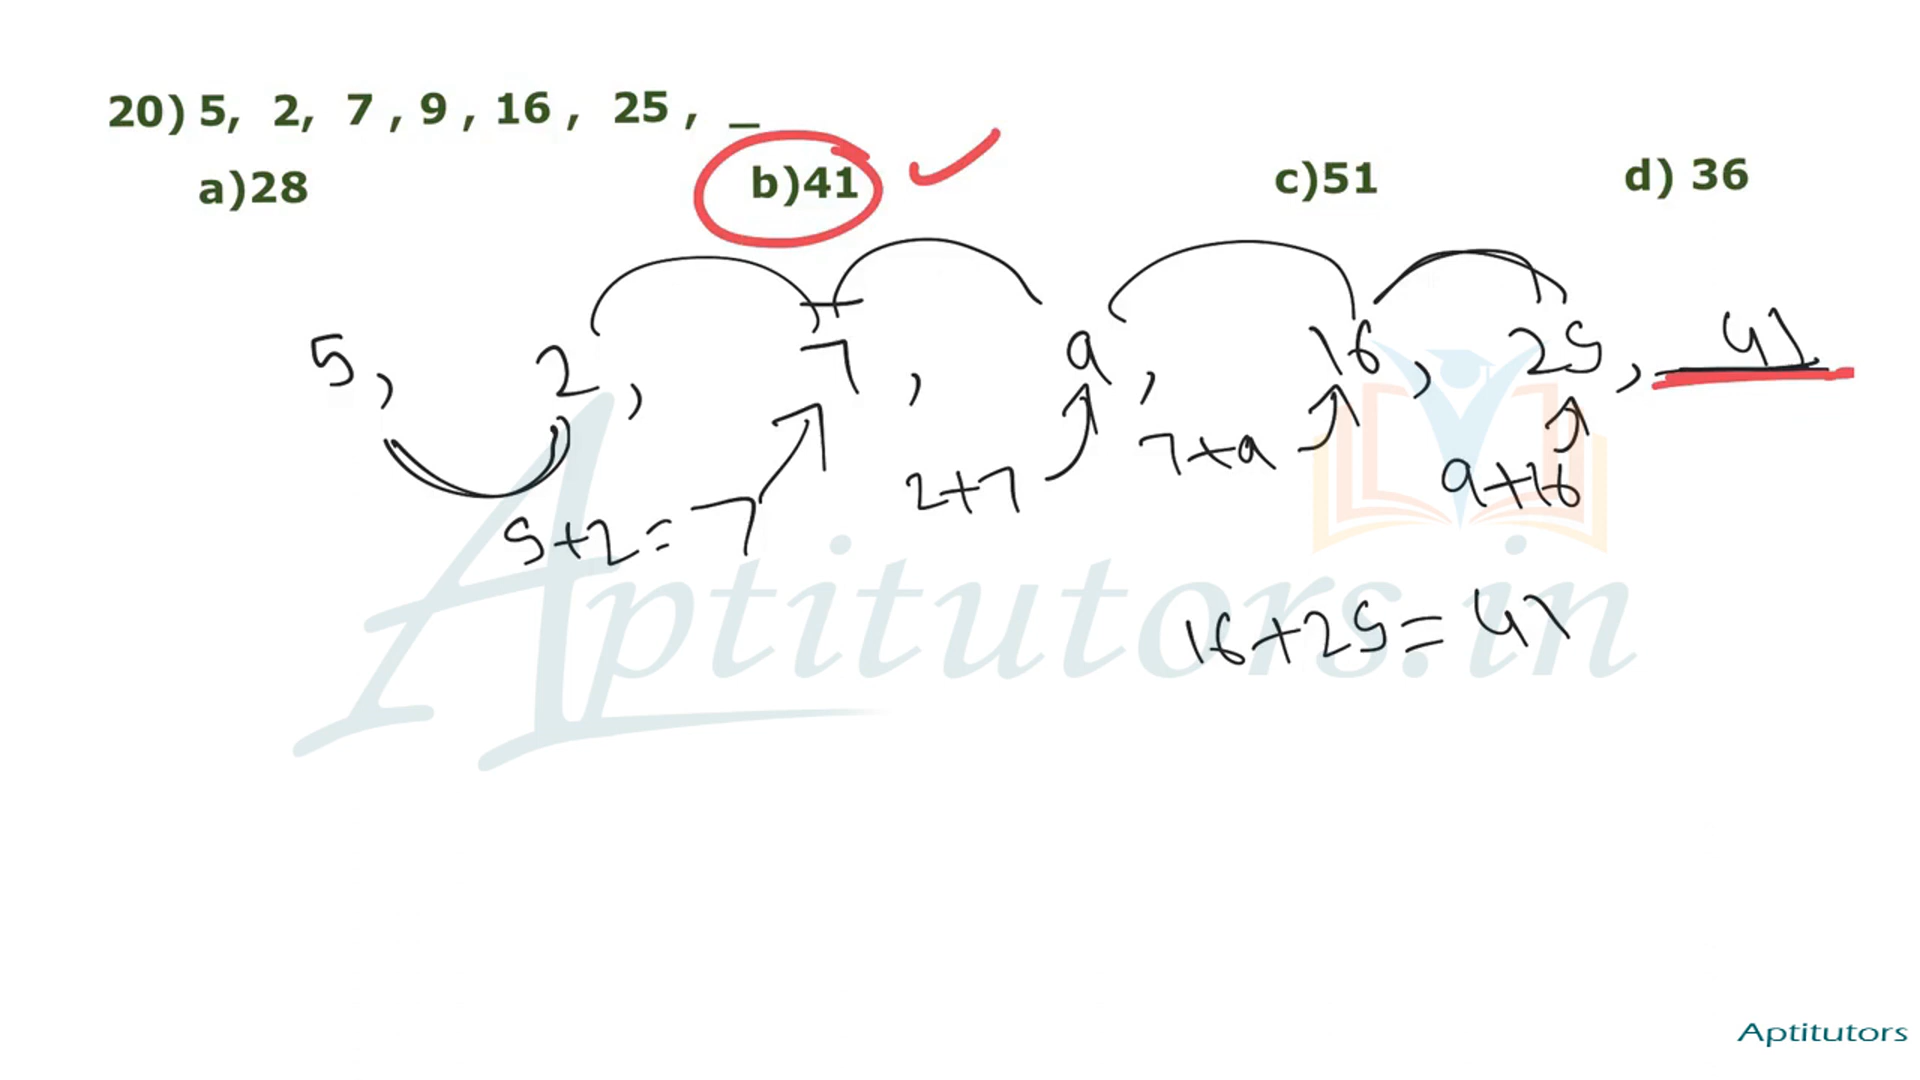 20) 5, 2, 7 , 9 , 16 , 25 , _
a)28 b)41 c)51 d) 36
5, 2, 7, 9, 16, 25, 41
5+2=7 2+7 7+9 9+16
16+25=41
Aptitutors.in
Aptitutors